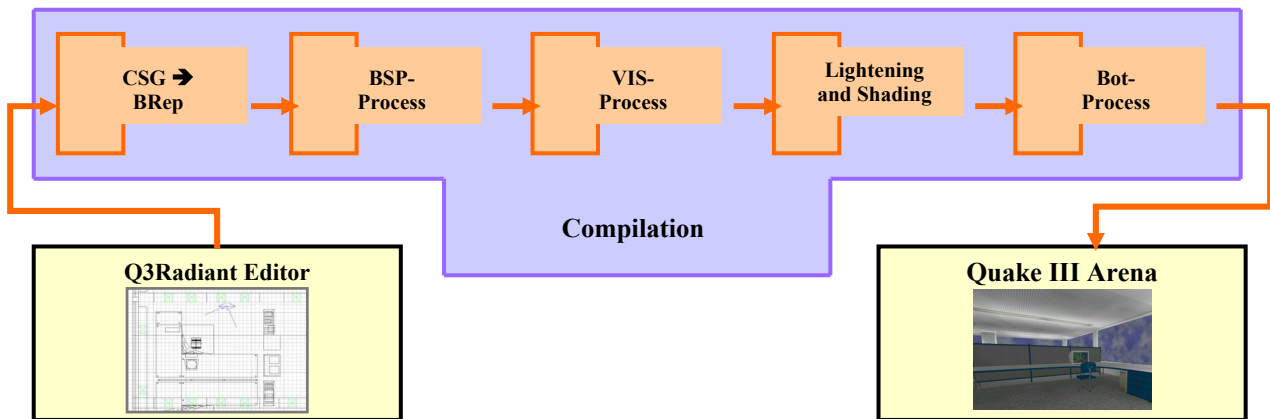 CSG ➔
BRep
BSP-
Process
VIS-
Process
Lightening
and Shading
Bot-
Process
Compilation
Q3Radiant Editor
Quake III Arena